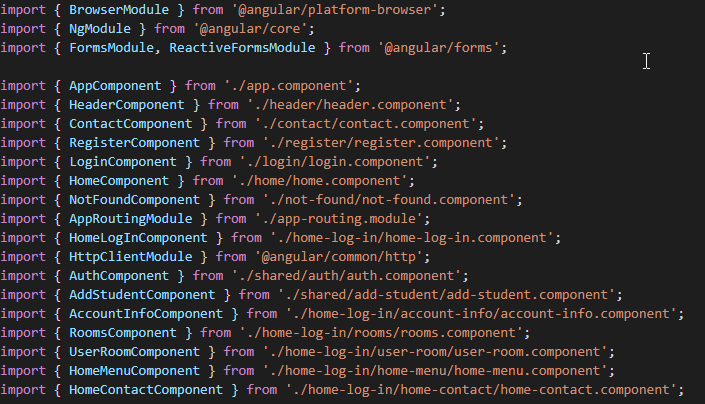 import { BrowserModule } from '@angular/platform-browser';
import { NgModule } from '@angular/core';
import { FormsModule, ReactiveFormsModule } from '@angular/forms';
import { AppComponent } from './app.component';
import { HeaderComponent } from './header/header.component';
import { ContactComponent } from './contact/contact.component';
import { RegisterComponent } from './register/register.component';
import { LoginComponent } from './login/login.component';
import { HomeComponent } from './home/home.component';
import { NotFoundComponent } from './not-found/not-found.component';
import { AppRoutingModule } from './app-routing.module';
import { HomeLogInComponent } from './home-log-in/home-log-in.component';
import { HttpClientModule } from '@angular/common/http';
import { AuthComponent } from './shared/auth/auth.component';
import { AddStudentComponent } from './shared/add-student/add-student.component';
import { AccountInfoComponent } from './home-log-in/account-info/account-info.component';
import { RoomsComponent } from './home-log-in/rooms/rooms.component';
import { UserRoomComponent } from './home-log-in/user-room/user-room.component';
import { HomeMenuComponent } from './home-log-in/home-menu/home-menu.component';
import { HomeContactComponent } from './home-log-in/home-contact/home-contact.component';